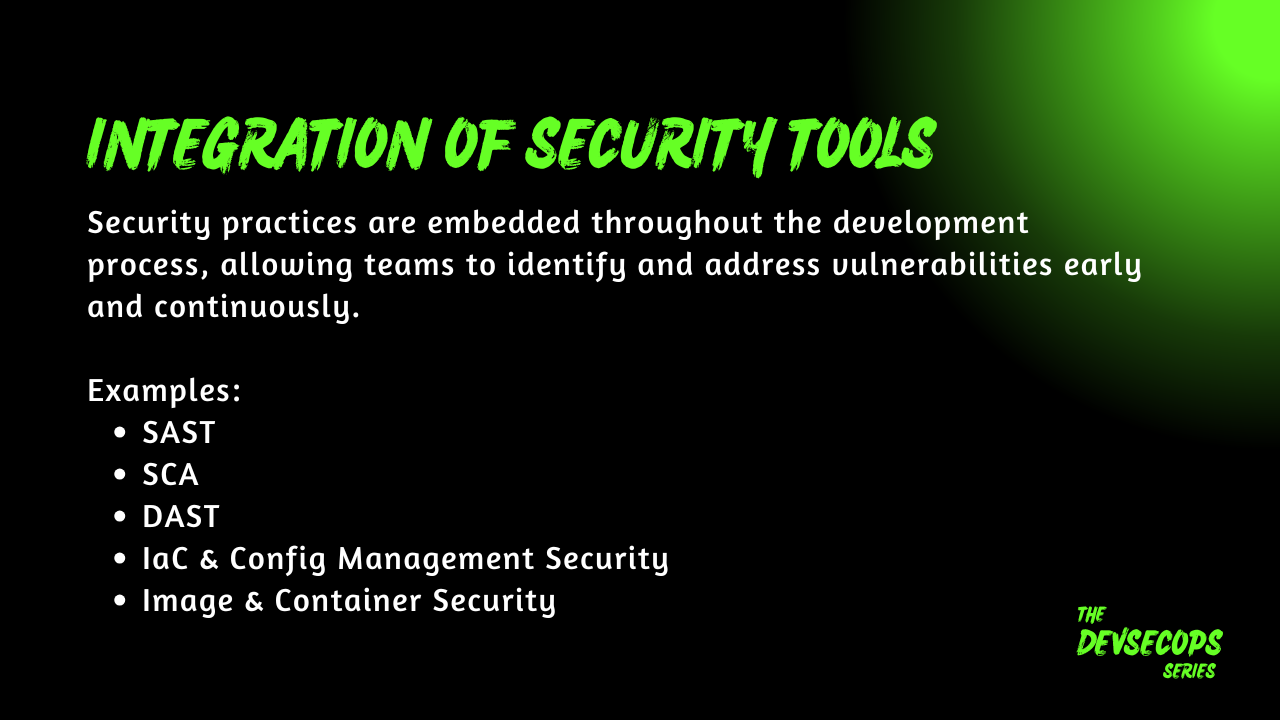 INTEGRATION OF SECURITY TOOLS
Security practices are embedded throughout the development
process, allowing teams to identify and address vulnerabilities early
and continuously.
Examples:
• SAST
• SCA
• DAST
• IaC & Config Management Security
• Image & Container Security
THE
DEVSECOPS
SERIES